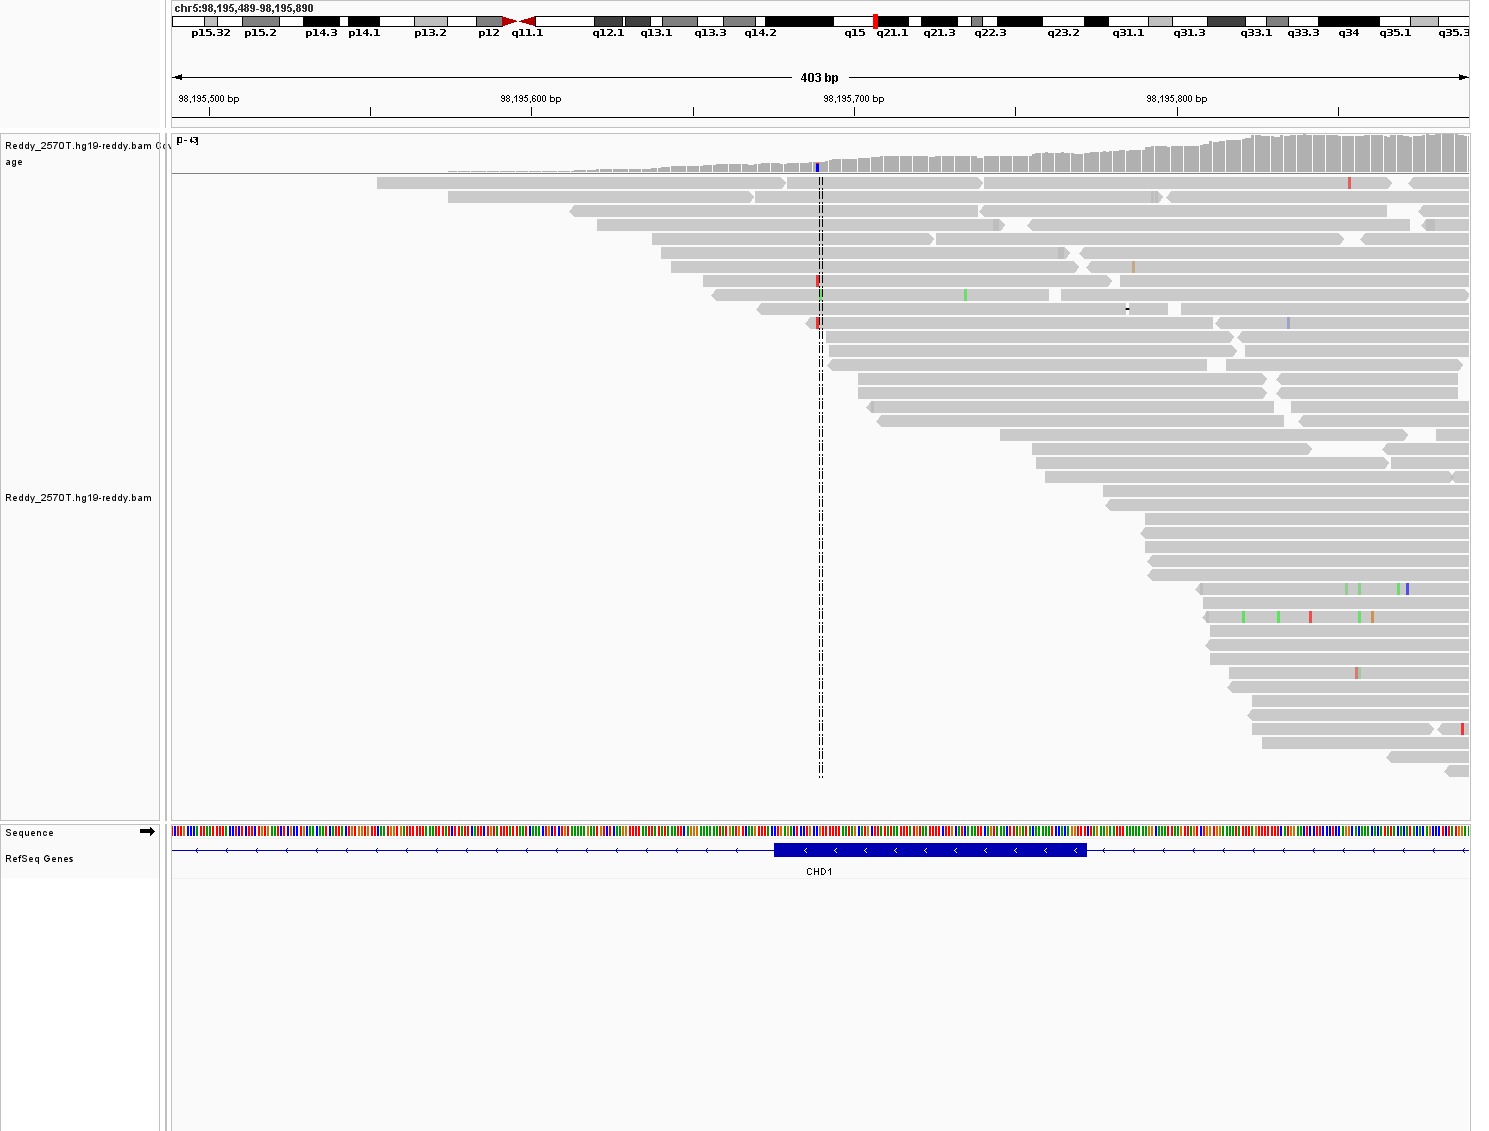 chr5:98,195,489-98,195,890
p15.32 p15.2 p14.3 p14.1 p13.2 p12 q11.1 q12.1 q13.1 q13.3 q14.2 q15 q21.1 q21.3 q22.3 q23.2 q31.1 q31.3 q33.1 q33.3 q34 q35.1 q35.3
403 bp
98,195,500 bp 98,195,600 bp 98,195,700 bp 98,195,800 bp
Reddy_2570T.hg19-reddy.bam Cov
age
[0 - 43]
Reddy_2570T.hg19-reddy.bam
Sequence
RefSeq Genes
CHD1